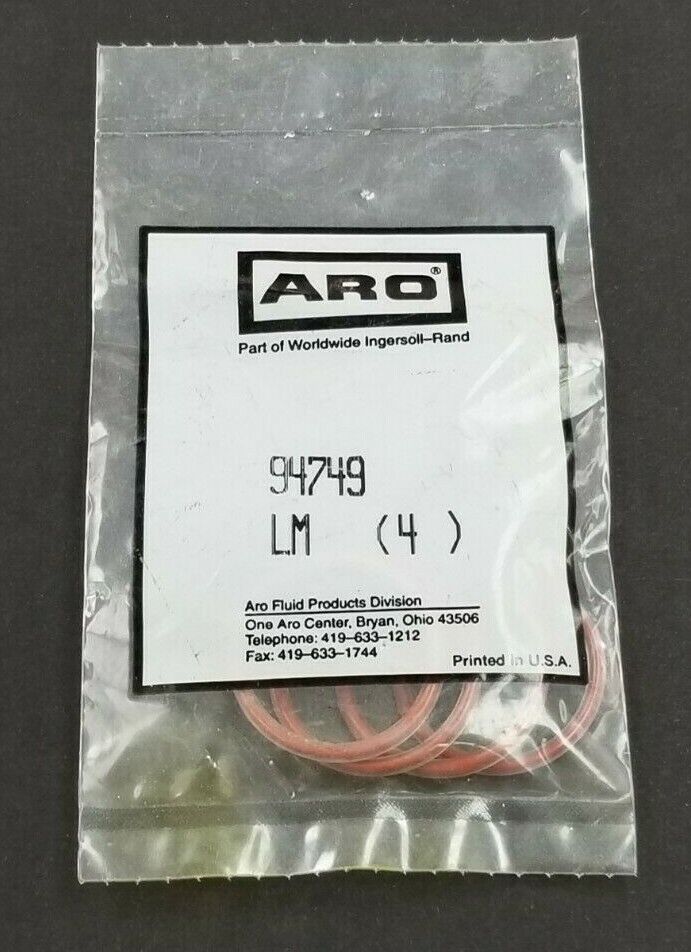 ARO®
Part of Worldwide Ingersoll–Rand
94749
LM (4 )
Aro Fluid Products Division
One Aro Center, Bryan, Ohio 43506
Telephone: 419–633–1212
Fax: 419–633–1744
Printed in U.S.A.